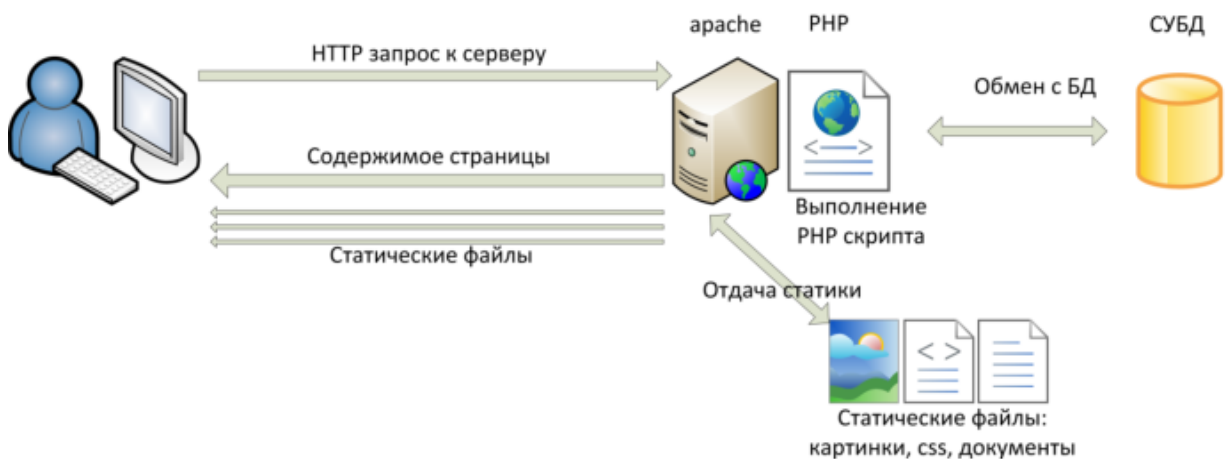 apache
PHP
СУБД
HTTP запрос к серверу
Обмен с БД
Содержимое страницы
Выполнение
PHP скрипта
Статические файлы
Отдача статики
Статические файлы:
картинки, css, документы